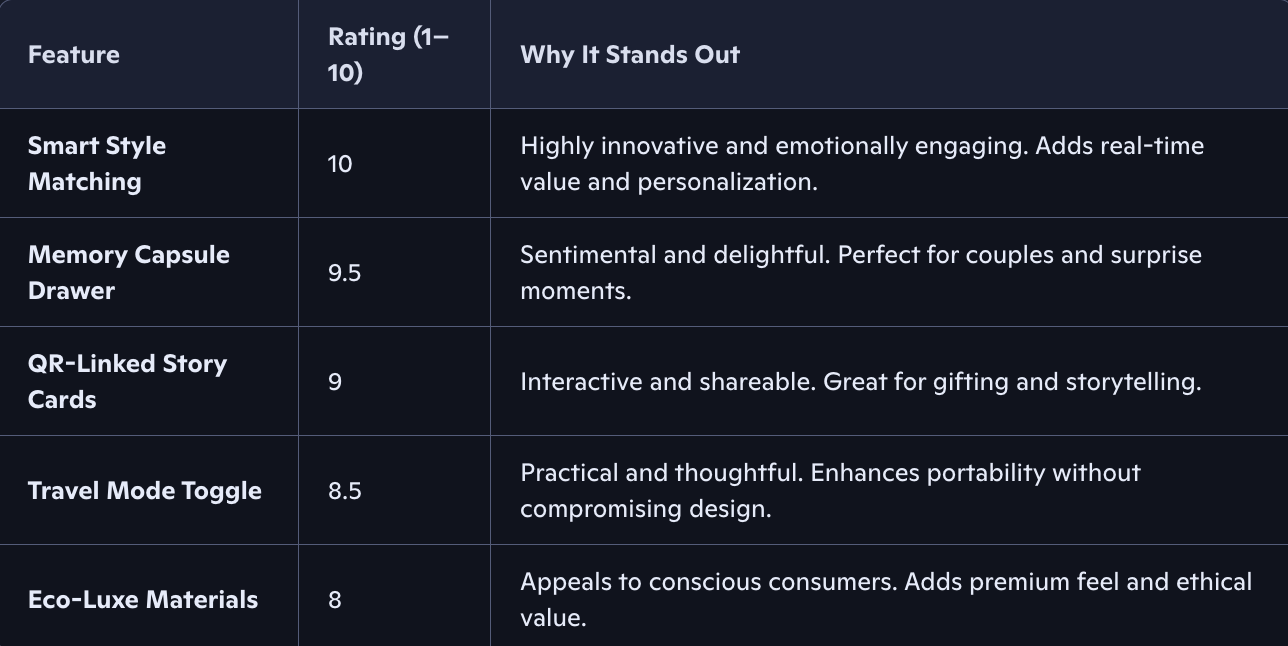 Feature
Rating (1–
10)
Why It Stands Out
Smart Style
Matching
10
Highly innovative and emotionally engaging. Adds real-time
value and personalization.
Memory Capsule
Drawer
9.5
Sentimental and delightful. Perfect for couples and surprise
moments.
QR-Linked Story
Cards
9
Interactive and shareable. Great for gifting and storytelling.
Travel Mode Toggle
8.5
Practical and thoughtful. Enhances portability without
compromising design.
Eco-Luxe Materials
8
Appeals to conscious consumers. Adds premium feel and ethical
value.